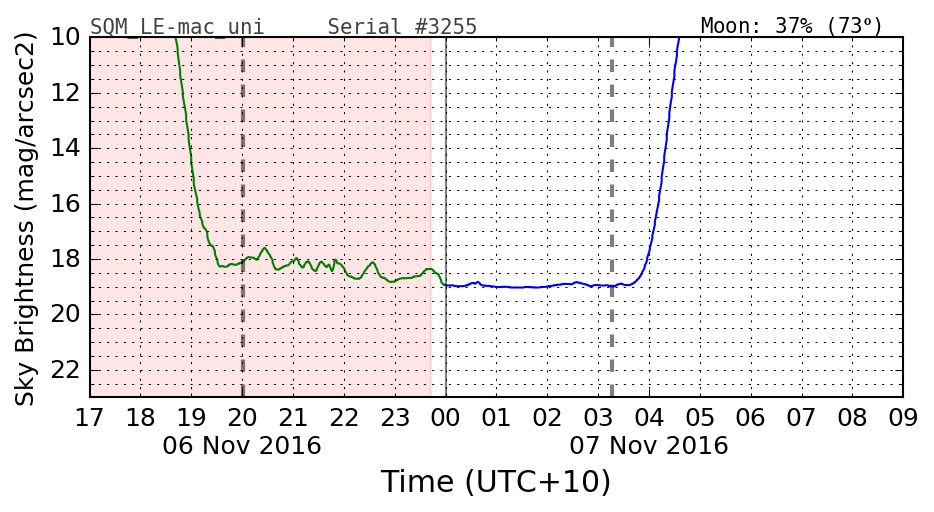 SQM_LE-mac_uni Serial #3255 Moon: 37% (73°)
Sky Brightness (mag/arcsec2)
10
12
14
16
18
20
22
17 18 19 20 21 22 23 00 01 02 03 04 05 06 07 08 09
06 Nov 2016 07 Nov 2016
Time (UTC+10)